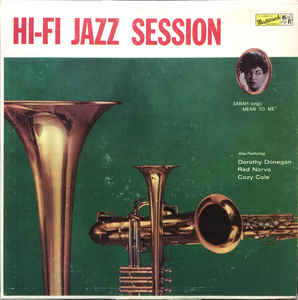 HI-FI JAZZ SESSION
SARAH sings
"MEAN TO ME"
Also Featuring
Dorothy Donegan
Red Norvo
Cozy Cole